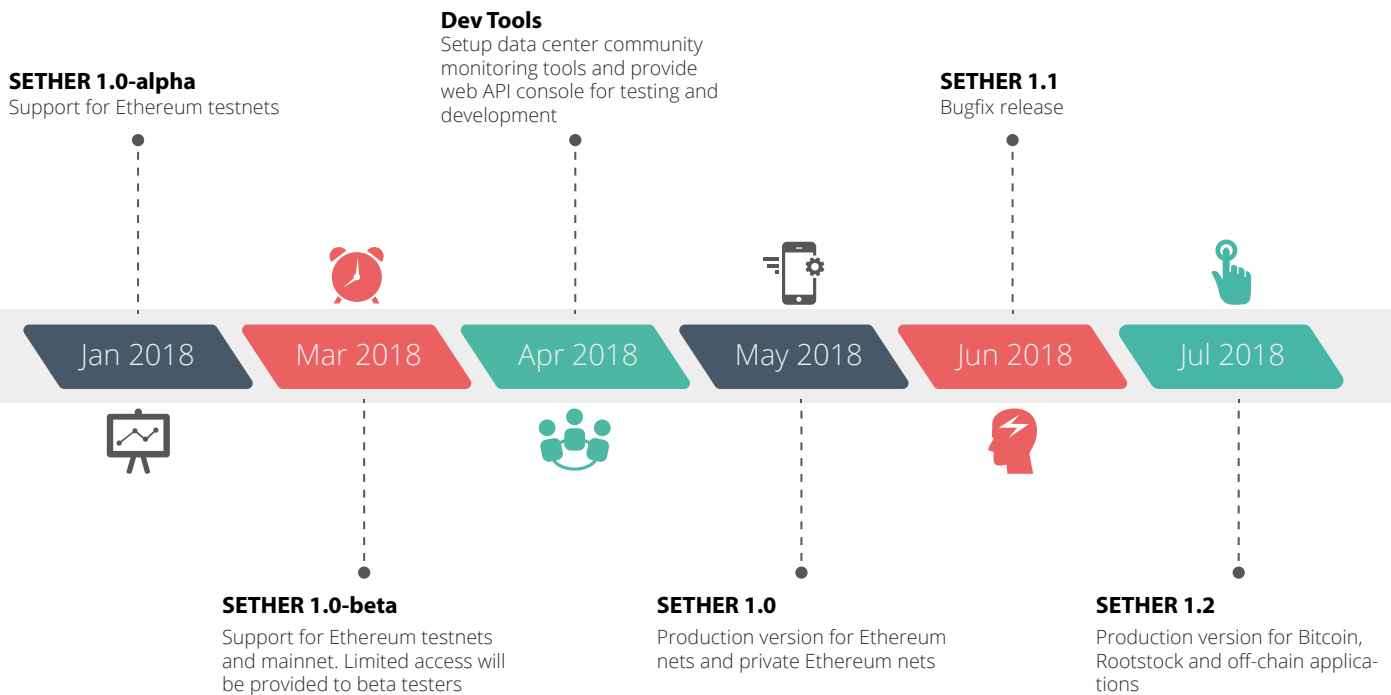 Dev Tools
Setup data center community
monitoring tools and provide
web API console for testing and
development
SETHER 1.0-alpha
Support for Ethereum testnets
SETHER 1.1
Bugfix release
Jan 2018
Mar 2018
Apr 2018
May 2018
Jun 2018
Jul 2018
SETHER 1.0-beta
Support for Ethereum testnets
and mainnet. Limited access will
be provided to beta testers
SETHER 1.0
Production version for Ethereum
nets and private Ethereum nets
SETHER 1.2
Production version for Bitcoin,
Rootstock and off-chain applica-
tions